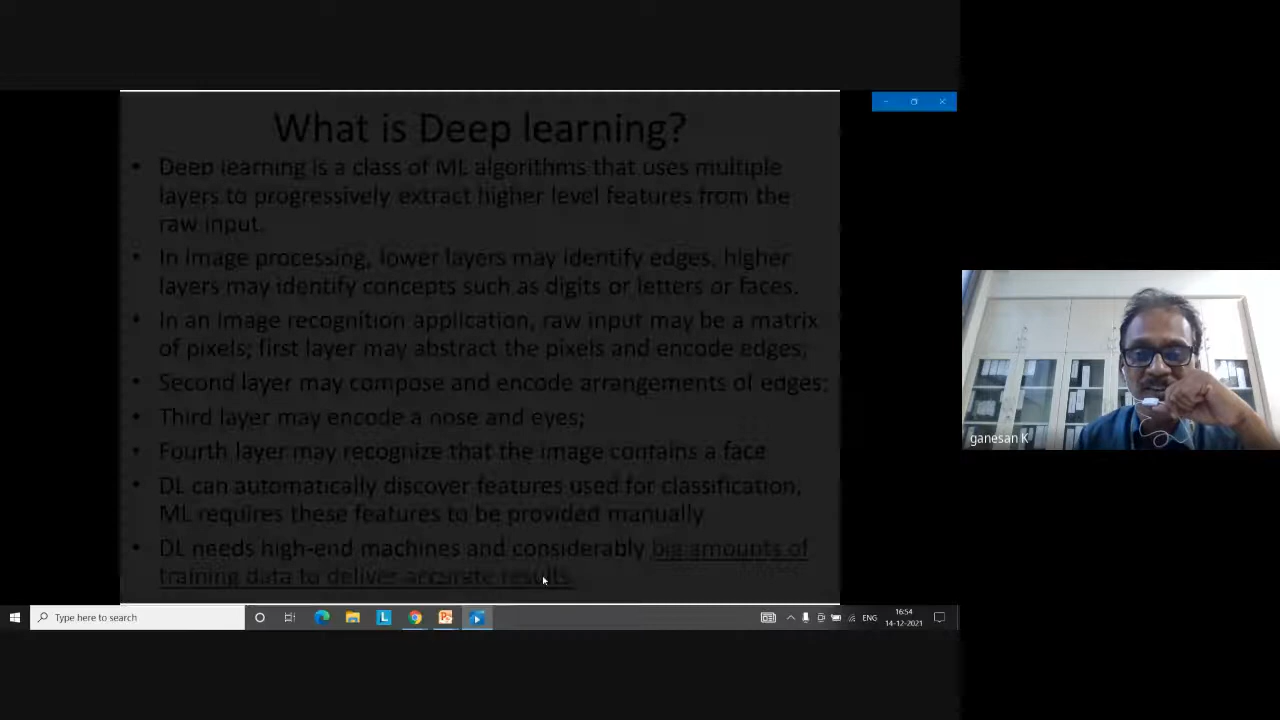 What is Deep learning?
• Deep learning is a class of ML algorithms that uses multiple
layers to progressively extract higher level features from the
raw input.
• In image processing, lower layers may identify edges, higher
layers may identify concepts such as digits or letters or faces.
• In an image recognition application, raw input may be a matrix
of pixels; first layer may abstract the pixels and encode edges;
• Second layer may compose and encode arrangements of edges;
• Third layer may encode a nose and eyes;
• Fourth layer may recognize that the image contains a face
• DL can automatically discover features used for classification,
ML requires these features to be provided manually
• DL needs high-end machines and considerably big amounts of
training data to deliver accurate results
ganesan K
Type here to search
L
ENG
16:54
14-12-2021